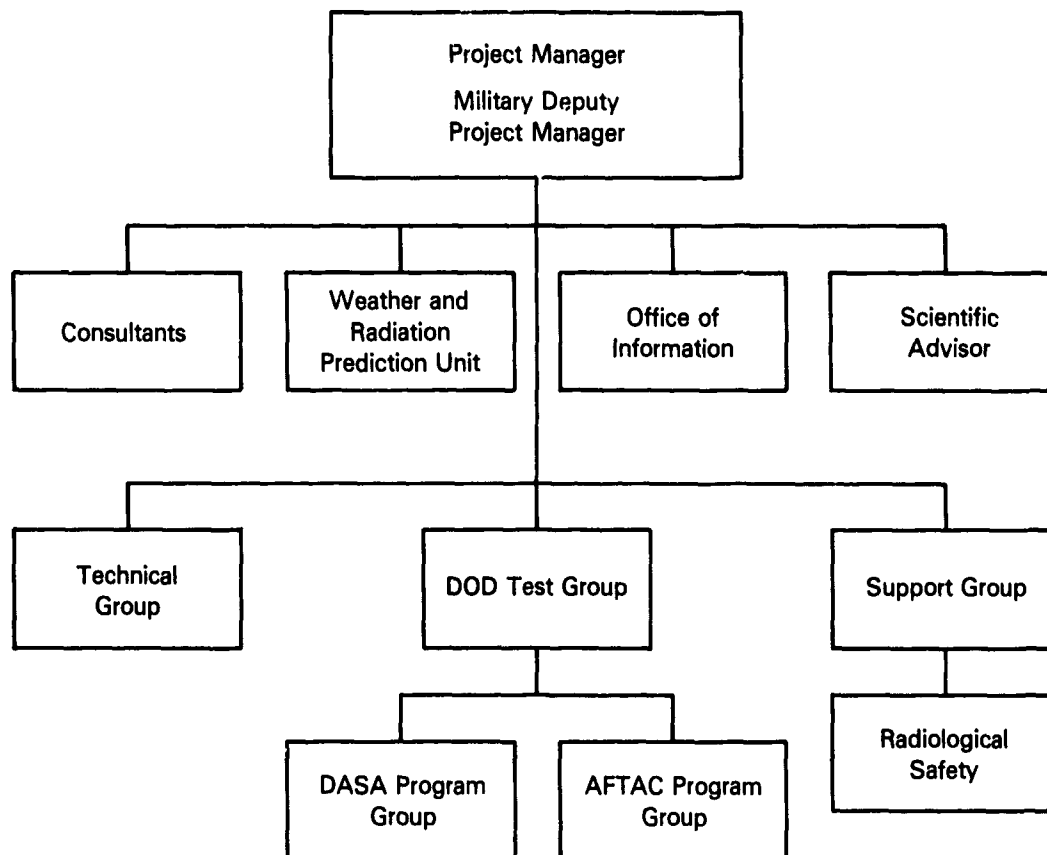 Project Manager
Military Deputy
Project Manager
Consultants
Weather and
Radiation
Prediction Unit
Office of
Information
Scientific
Advisor
Technical
Group
DOD Test Group
Support Group
DASA Program
Group
AFTAC Program
Group
Radiological
Safety